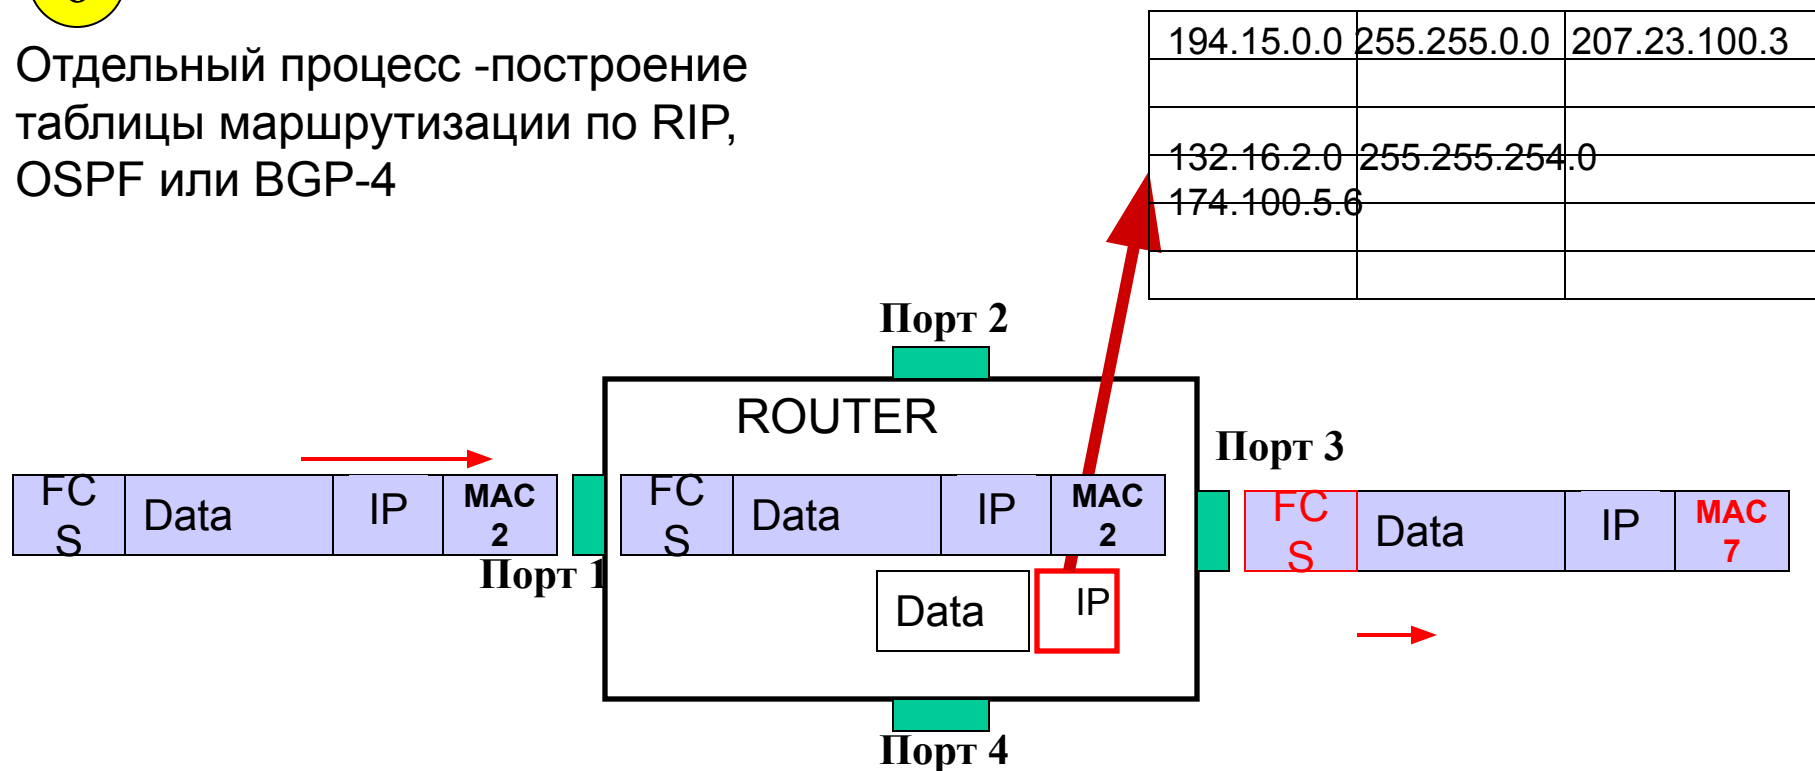 Отдельный процесс -построение
таблицы маршрутизации по RIP,
OSPF или BGP-4
194.15.0.0 255.255.0.0 207.23.100.3
132.16.2.0 255.255.254.0
174.100.5.6
Порт 2
ROUTER
Порт 3
FC
S
Data
IP
MAC
2
FC
S
Data
IP
MAC
2
FC
S
Data
IP
MAC
7
Порт 1
Data
IP
Порт 4